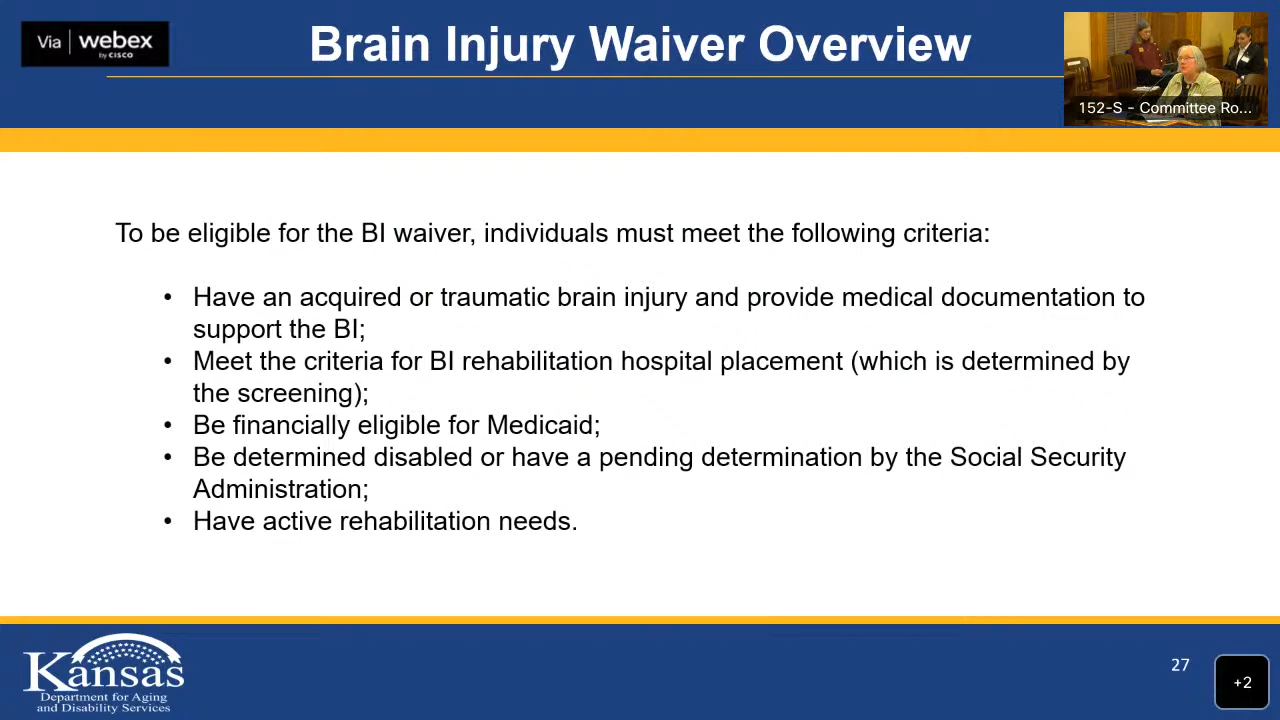 Via | webex
by CISCO
Brain Injury Waiver Overview
152-S - Committee Ro...
To be eligible for the BI waiver, individuals must meet the following criteria:
• Have an acquired or traumatic brain injury and provide medical documentation to
support the BI;
• Meet the criteria for BI rehabilitation hospital placement (which is determined by
the screening);
• Be financially eligible for Medicaid;
• Be determined disabled or have a pending determination by the Social Security
Administration;
• Have active rehabilitation needs.
Kansas
Department for Aging
and Disability Services
27
+2